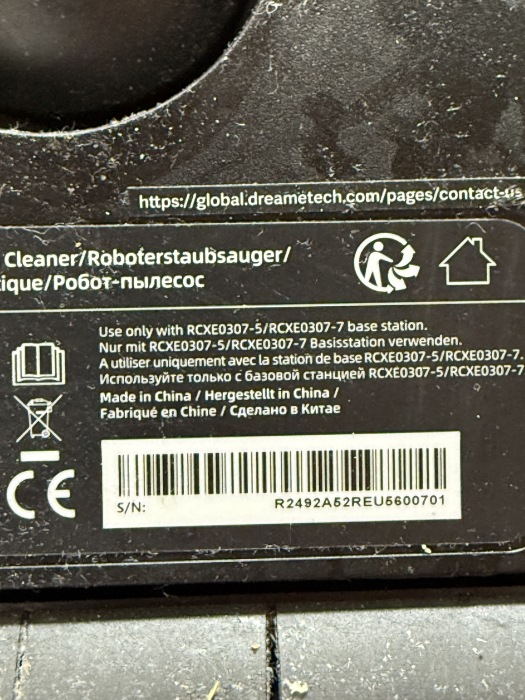 https://global.dreametech.com/pages/contact-us
Cleaner/Roboterstaubsauger/
ique/Робот-пылесос
Use only with RCXE0307-5/RCXE0307-7 base station.
Nur mit RCXE0307-5/RCXE0307-7 Basisstation verwenden.
A utiliser uniquement avec la station de base RCXE0307-5/RCXE0307-7.
Используйте только с базовой станцией RCXE0307-5/RCXE0307-7
Made in China / Hergestellt in China /
Fabriqué en Chine / Сделано в Китае
CE
S/N: R2492A52REU5600701